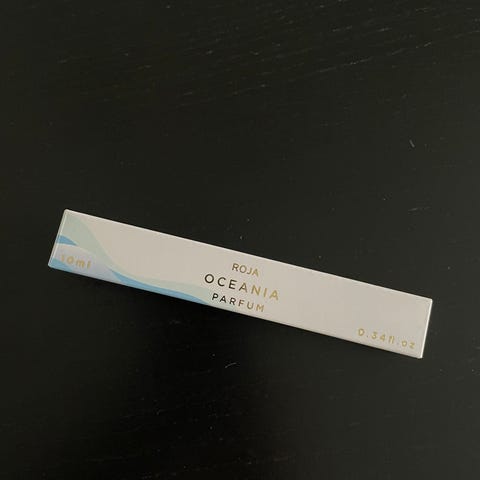 10ml
ROJA
OCEANIA
PARFUM
0.34fl.oz